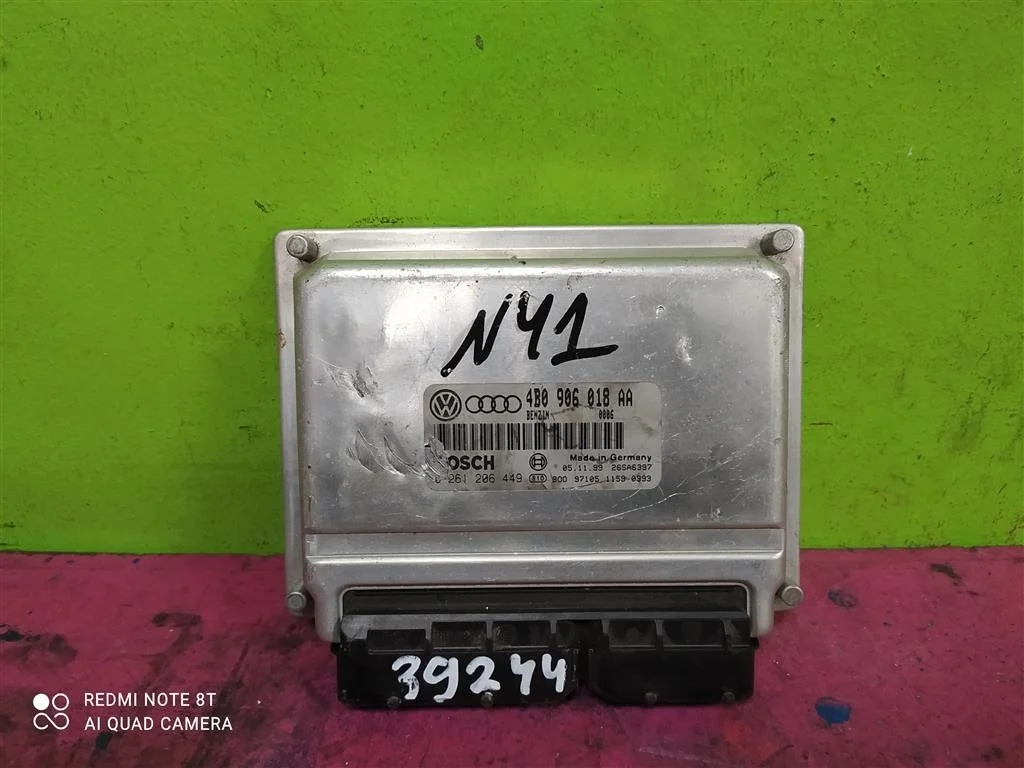 N41
4B0 906 018 AA
BENZIN 0006
BOSCH Made in Germany
05.11.99 26SA6397
0 261 206 449 810 800 97105 1159 0393
39244
REDMI NOTE 8T
AI QUAD CAMERA